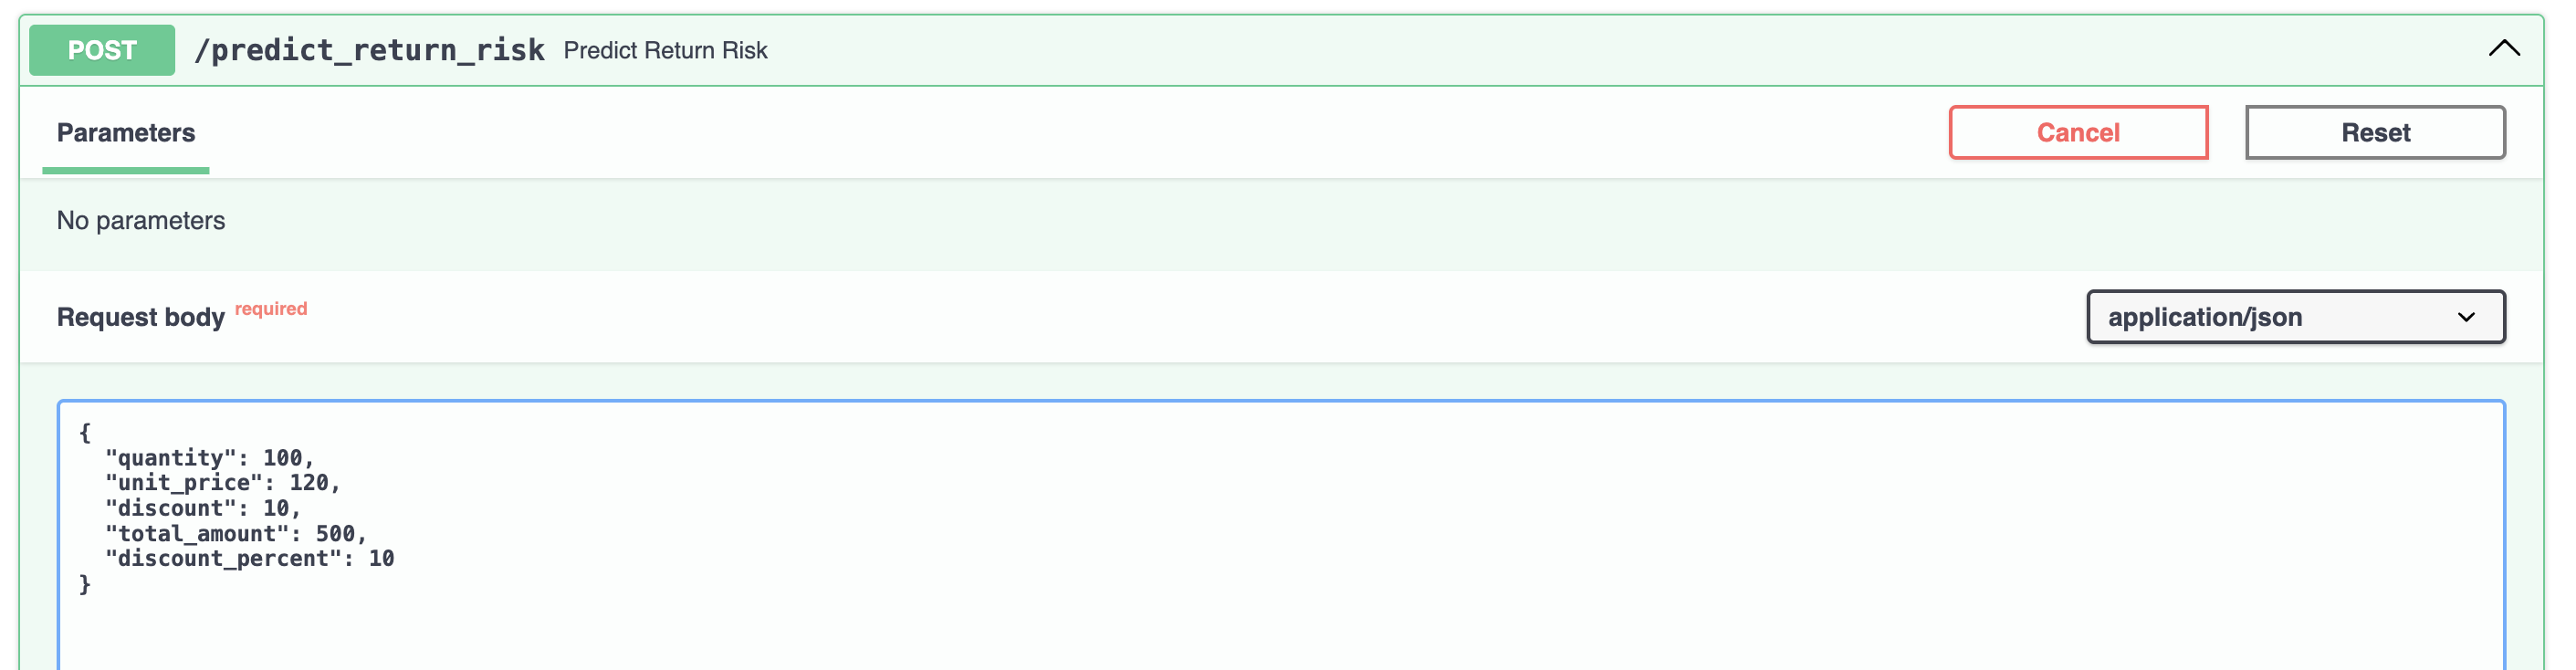 POST /predict_return_risk Predict Return Risk
Parameters
Cancel
Reset
No parameters
Request body required
application/json
{
  "quantity": 100,
  "unit_price": 120,
  "discount": 10,
  "total_amount": 500,
  "discount_percent": 10
}